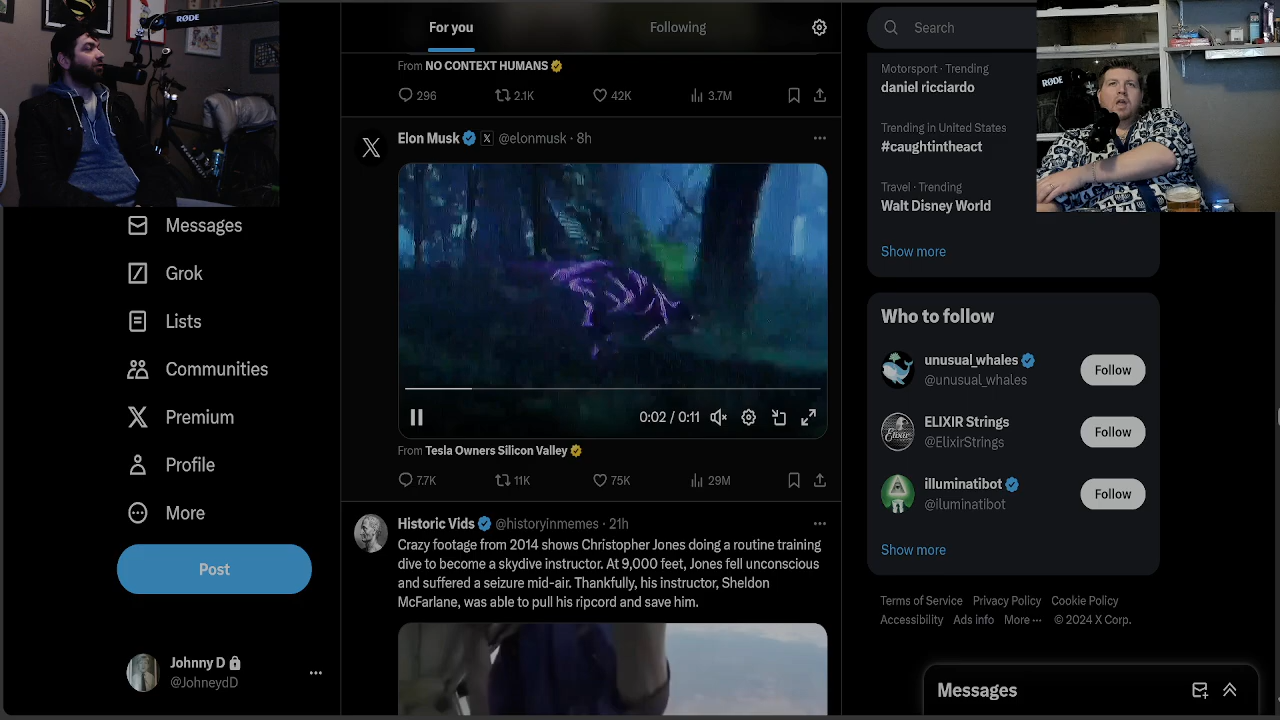 RØDE
For you
Following
Search
RØDE
From NO CONTEXT HUMANS
296
2.1K
42K
3.7M
Motorsport · Trending
daniel ricciardo
Trending in United States
#caughtintheact
Travel · Trending
Walt Disney World
Show more
Elon Musk X @elonmusk · 8h
0:02 / 0:11
From Tesla Owners Silicon Valley
7.7K
11K
75K
29M
Messages
Grok
Lists
Communities
Premium
Profile
More
Post
Johnny D
@JohneydD
Historic Vids @historyinmemes · 21h
Crazy footage from 2014 shows Christopher Jones doing a routine training
dive to become a skydive instructor. At 9,000 feet, Jones fell unconscious
and suffered a seizure mid-air. Thankfully, his instructor, Sheldon
McFarlane, was able to pull his ripcord and save him.
Who to follow
unusual_whales
@unusual_whales
Follow
ELIXIR Strings
@ElixirStrings
Follow
illuminatibot
@iluminatibot
Follow
Show more
Terms of Service Privacy Policy Cookie Policy
Accessibility Ads info More ··· © 2024 X Corp.
Messages